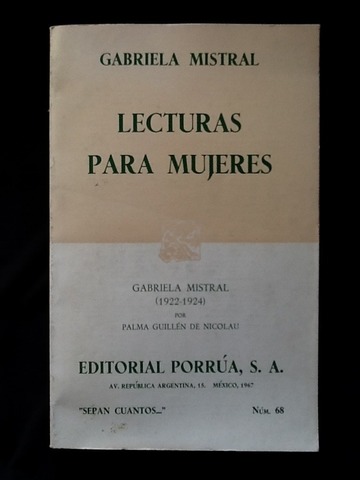 GABRIELA MISTRAL
LECTURAS
PARA MUJERES
GABRIELA MISTRAL
(1922-1924)
POR
PALMA GUILLÉN DE NICOLAU
EDITORIAL PORRÚA, S. A.
AV. REPÚBLICA ARGENTINA, 15. MÉXICO, 1967
"SEPAN CUANTOS..." NÚM. 68